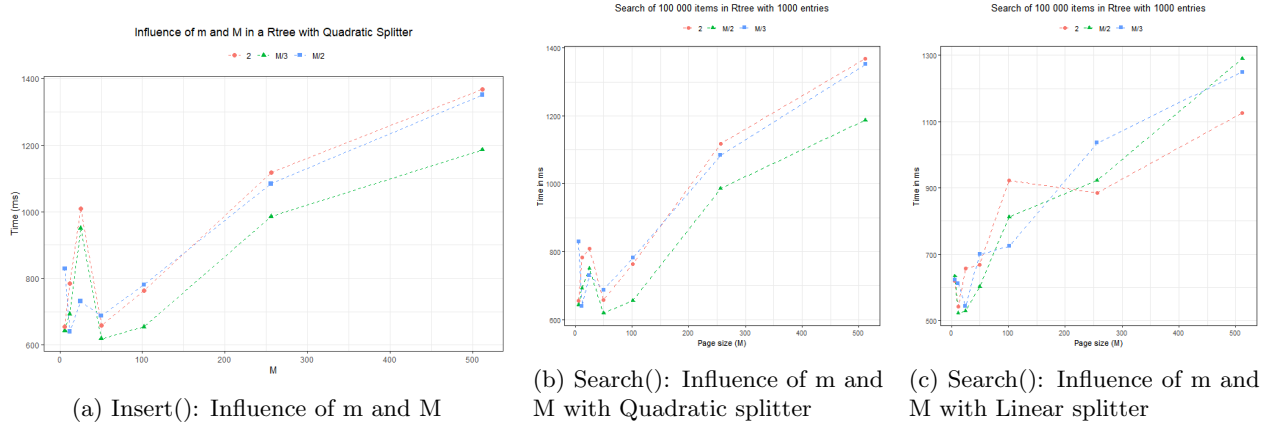 Influence of m and M in a Rtree with Quadratic Splitter
2 M/3 M/2
Time (ms)
1400
1200
1000
800
600
0 100 200 300 400 500
M
(a) Insert(): Influence of m and M
Search of 100 000 items in Rtree with 1000 entries
2 M/2 M/3
Time in ms
1400
1200
1000
800
600
0 100 200 300 400 500
Page size (M)
(b) Search(): Influence of m and
M with Quadratic splitter
Search of 100 000 items in Rtree with 1000 entries
2 M/2 M/3
Time in ms
1300
1100
900
700
500
0 100 200 300 400 500
Page size (M)
(c) Search(): Influence of m and
M with Linear splitter